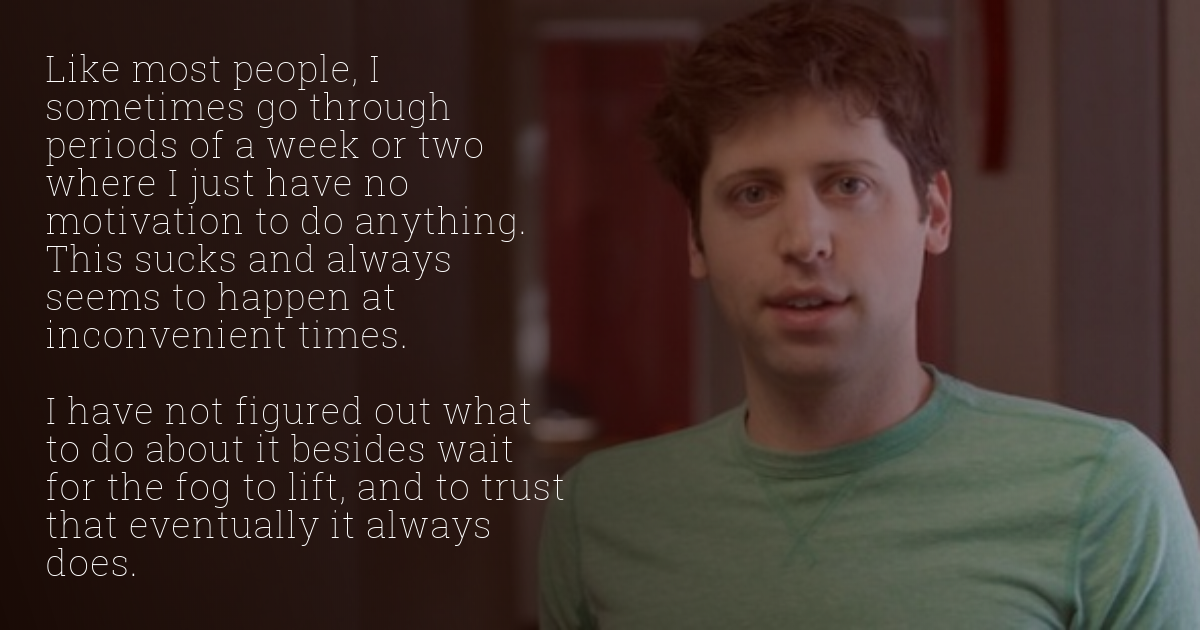 Like most people, I
sometimes go through
periods of a week or two
where I just have no
motivation to do anything.
This sucks and always
seems to happen at
inconvenient times.
I have not figured out what
to do about it besides wait
for the fog to lift, and to trust
that eventually it always
does.